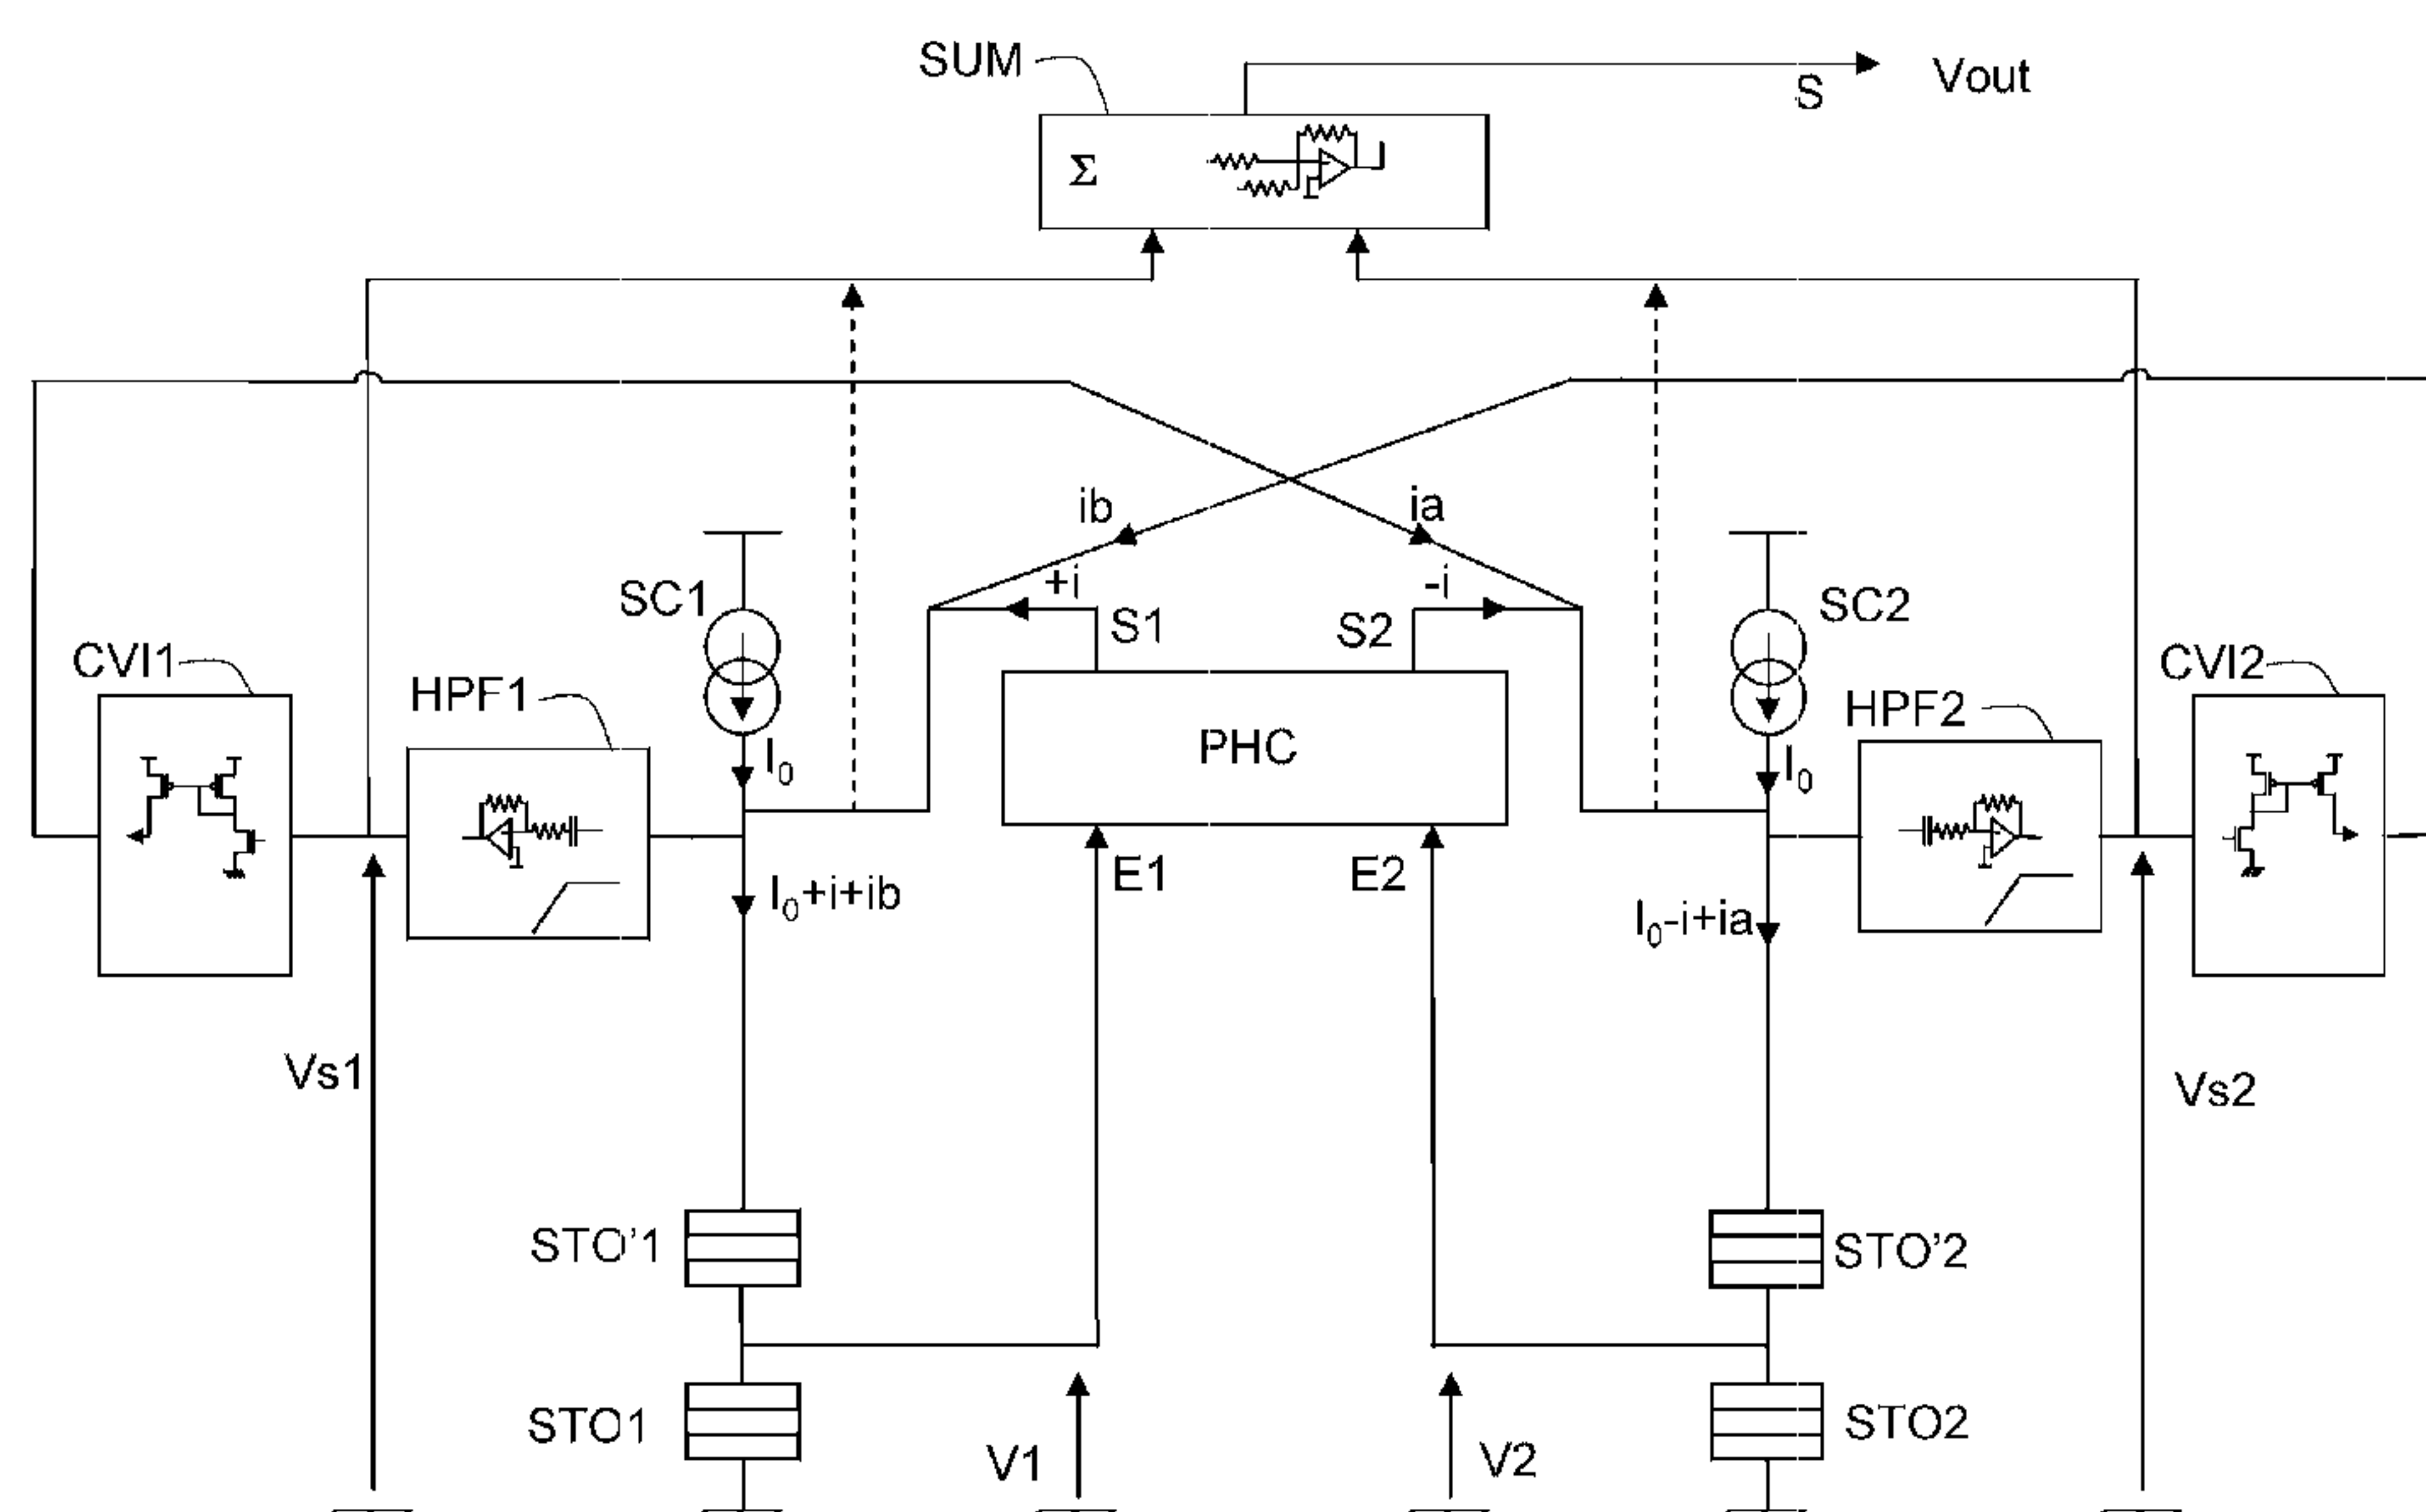 SUM
S
Vout
Σ
ib
ia
+i
-i
SC1
S1
S2
SC2
CVI1
CVI2
HPF1
HPF2
PHC
I₀
I₀
E1
E2
I₀+i+ib
I₀-i+ia
Vs1
Vs2
STO'1
STO'2
STO1
STO2
V1
V2